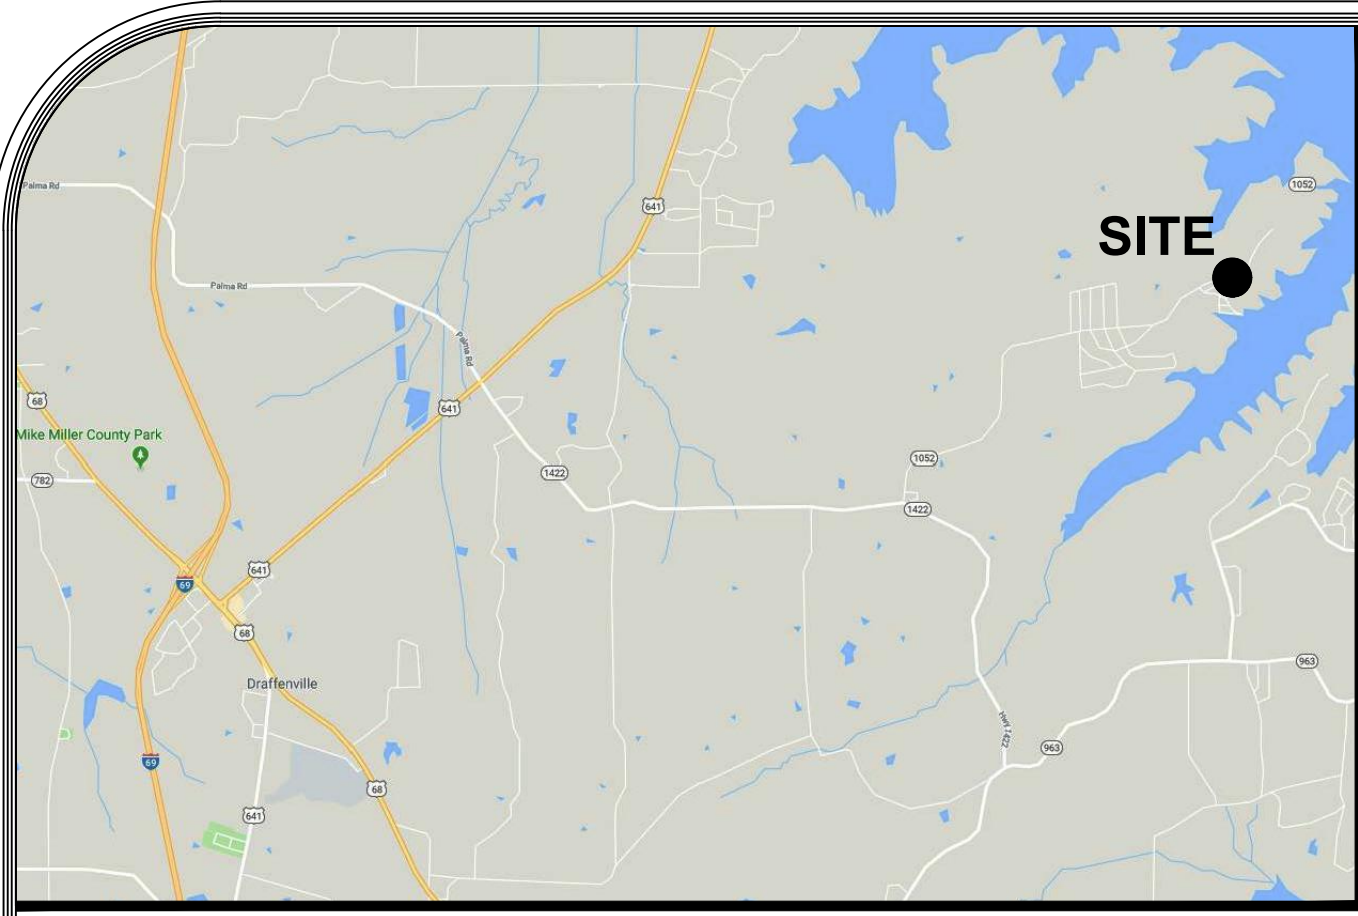 Palma Rd
1052
641
SITE
Palma Rd
Palma Rd
68
641
Mike Miller County Park
1052
782
1422
1422
641
69
68
963
Draffenville
HWY 1422
963
69
68
641